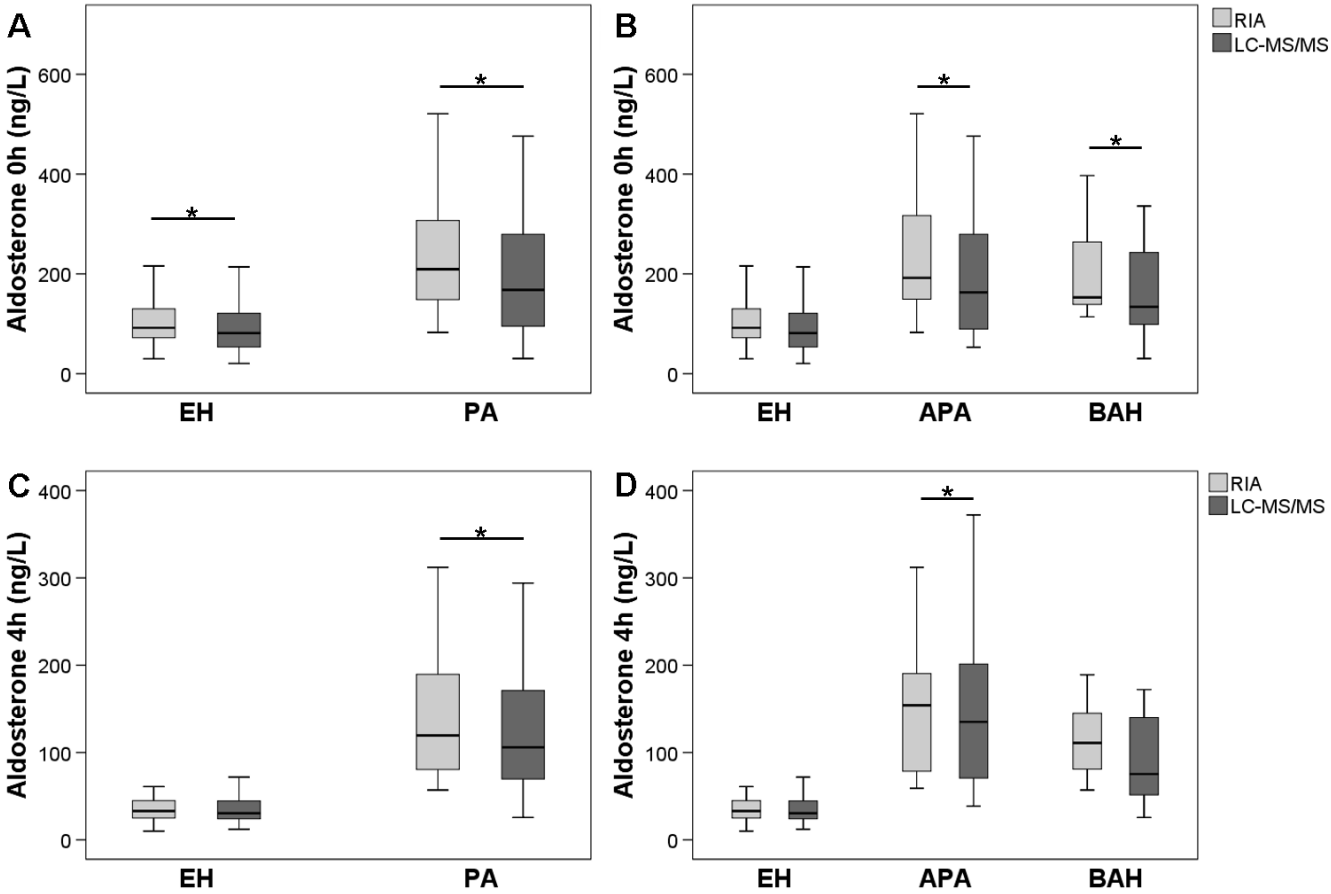 A
Aldosterone 0h (ng/L)
600
400
200
0
*
*
EH
PA
B
Aldosterone 0h (ng/L)
600
400
200
0
*
*
EH
APA
BAH
RIA
LC-MS/MS
C
Aldosterone 4h (ng/L)
400
300
200
100
0
*
EH
PA
D
Aldosterone 4h (ng/L)
400
300
200
100
0
*
EH
APA
BAH
RIA
LC-MS/MS